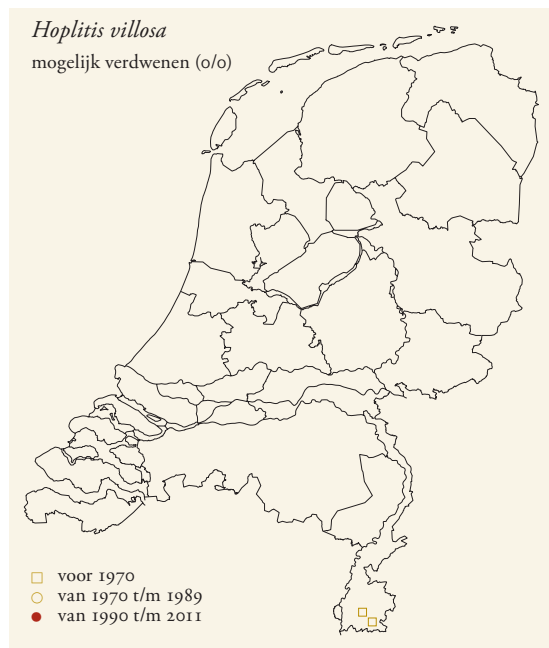 Hoplitis villosa
mogelijk verdwenen (0/0)
voor 1970
van 1970 t/m 1989
van 1990 t/m 2011